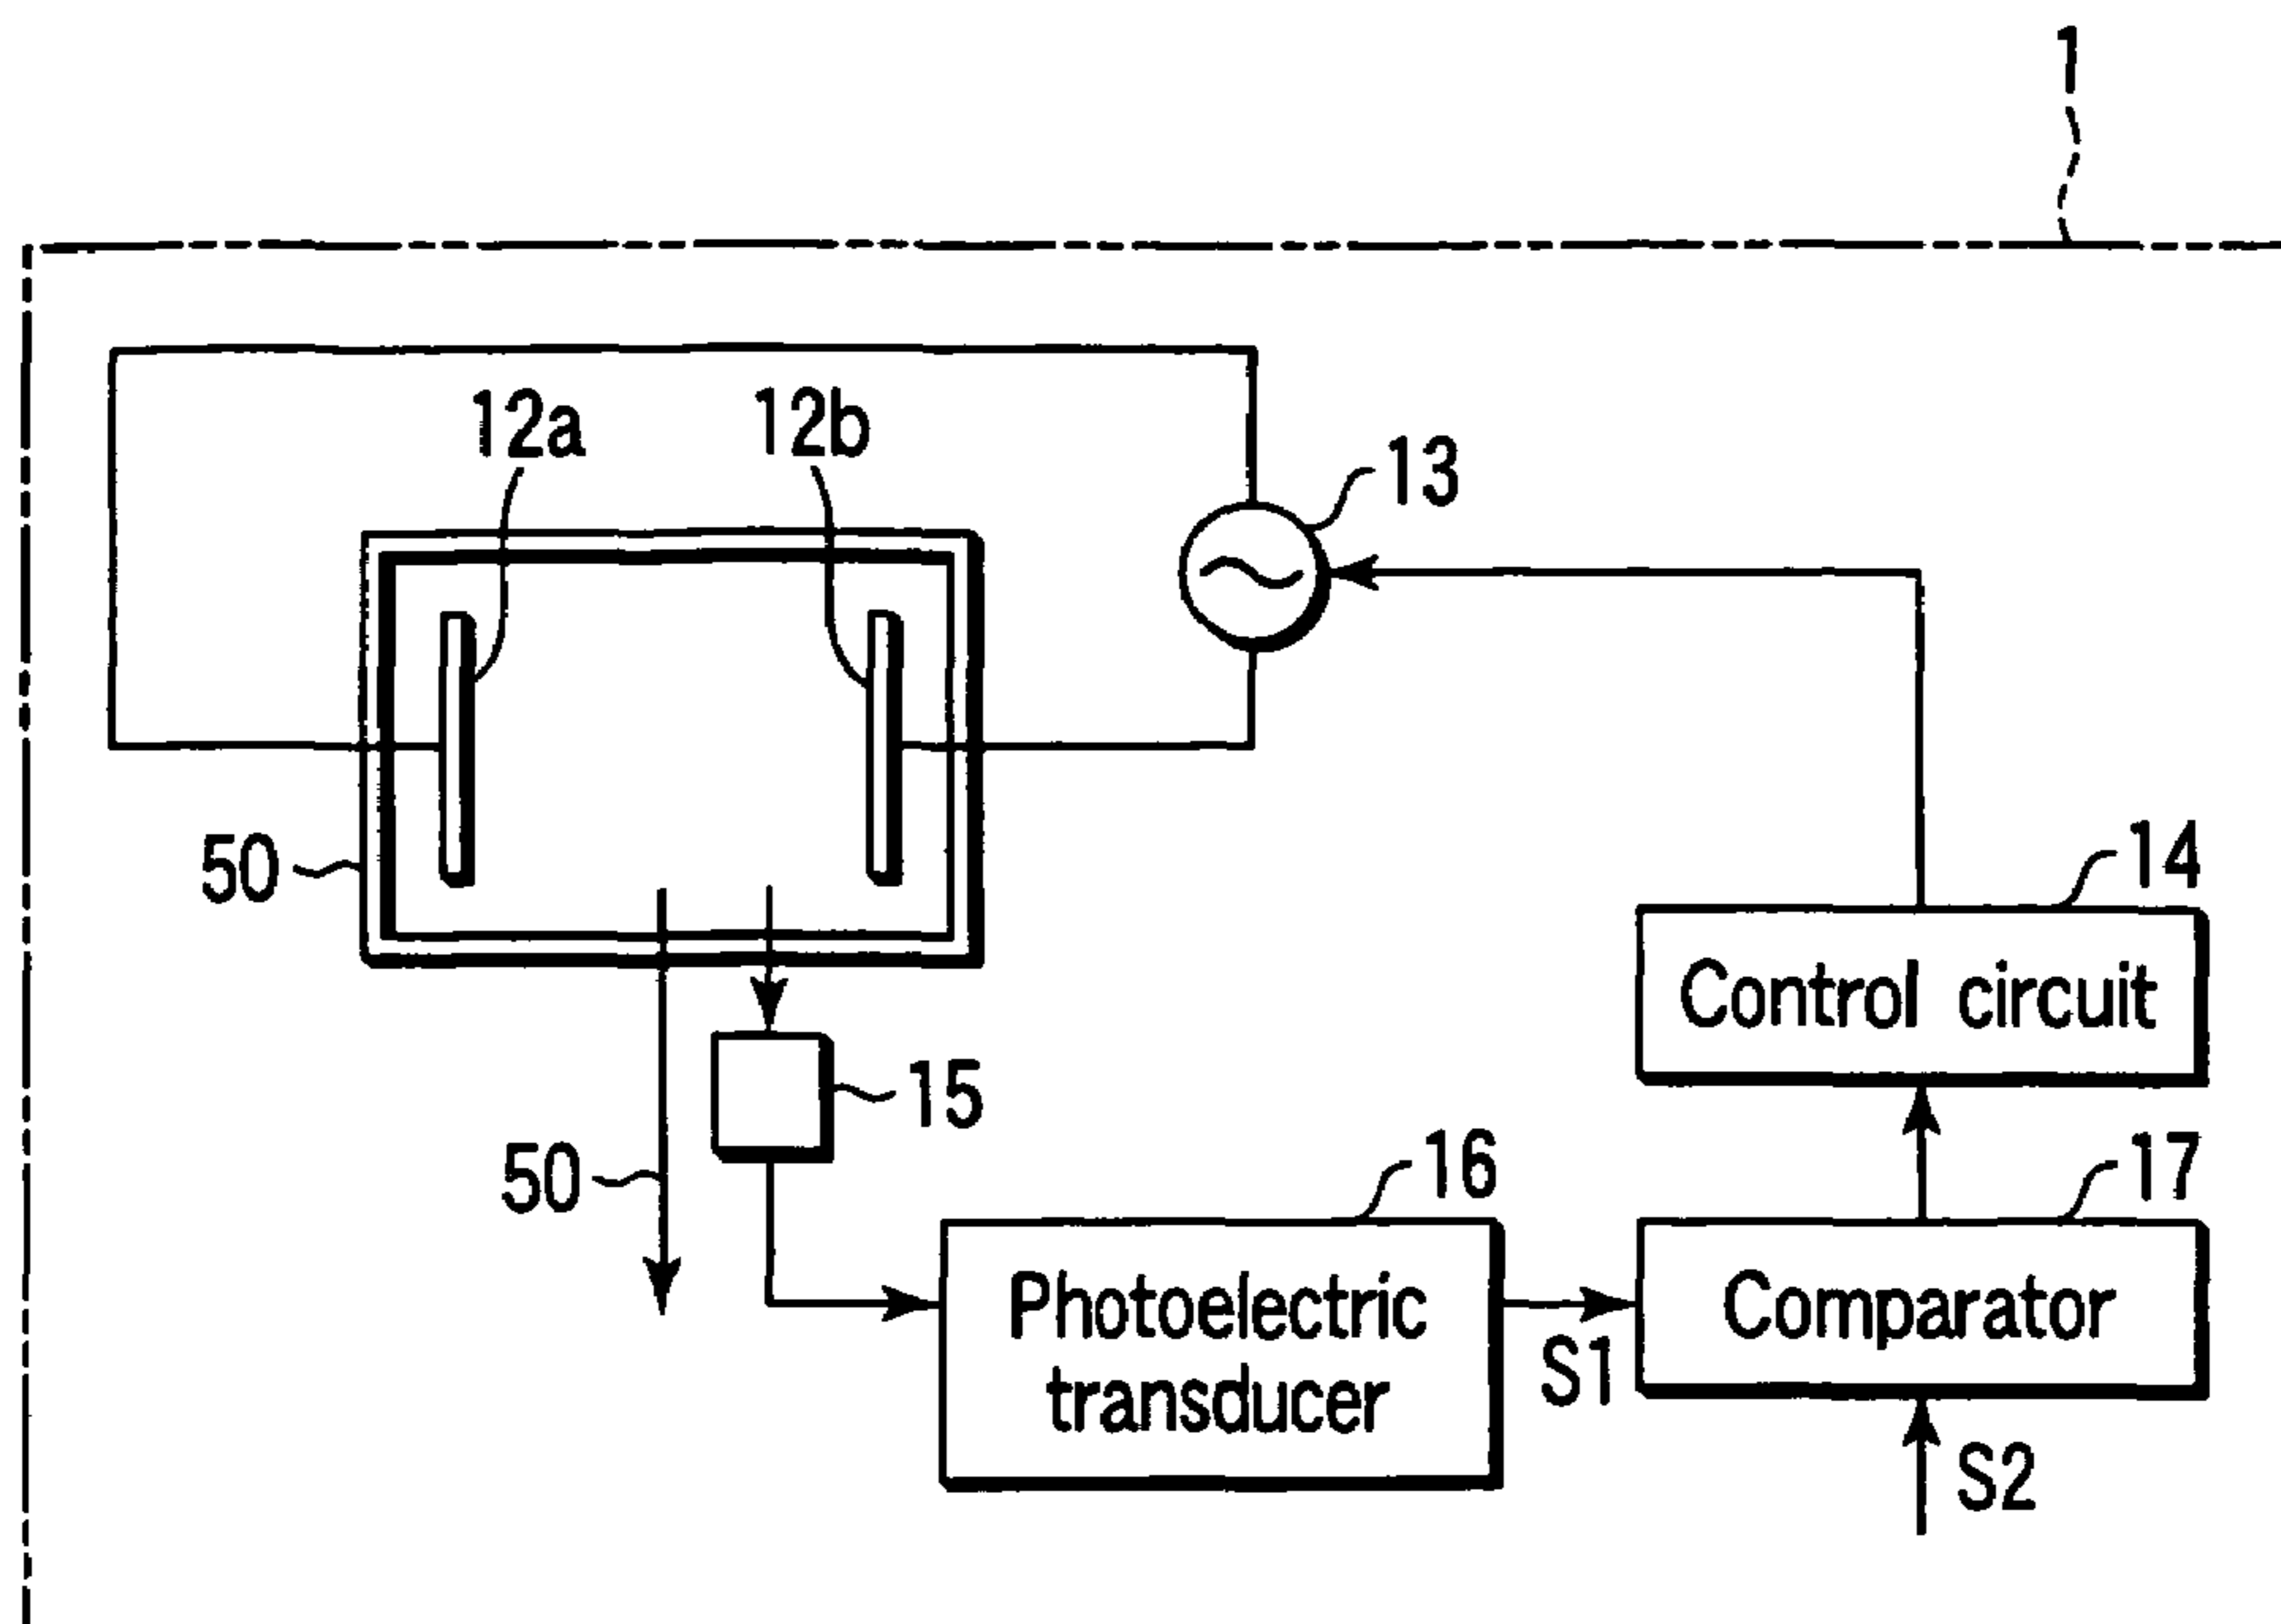 1
12a
12b
13
50
14
Control circuit
15
50
16
17
Photoelectric
transducer
Comparator
S1
S2